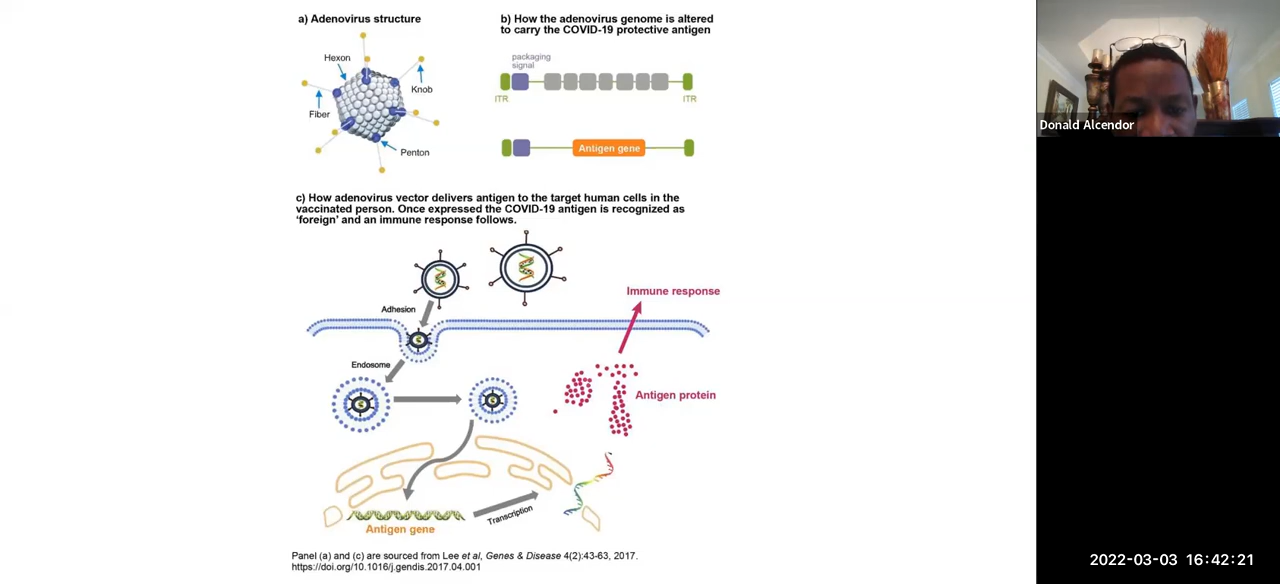 a) Adenovirus structure
b) How the adenovirus genome is altered
to carry the COVID-19 protective antigen
Hexon
Knob
Fiber
Penton
packaging
signal
ITR
ITR
Antigen gene
c) How adenovirus vector delivers antigen to the target human cells in the
vaccinated person. Once expressed the COVID-19 antigen is recognized as
‘foreign’ and an immune response follows.
Adhesion
Immune response
Endosome
Antigen protein
Transcription
Antigen gene
Panel (a) and (c) are sourced from Lee et al, Genes & Disease 4(2):43-63, 2017.
https://doi.org/10.1016/j.gendis.2017.04.001
Donald Alcendor
2022-03-03 16:42:21